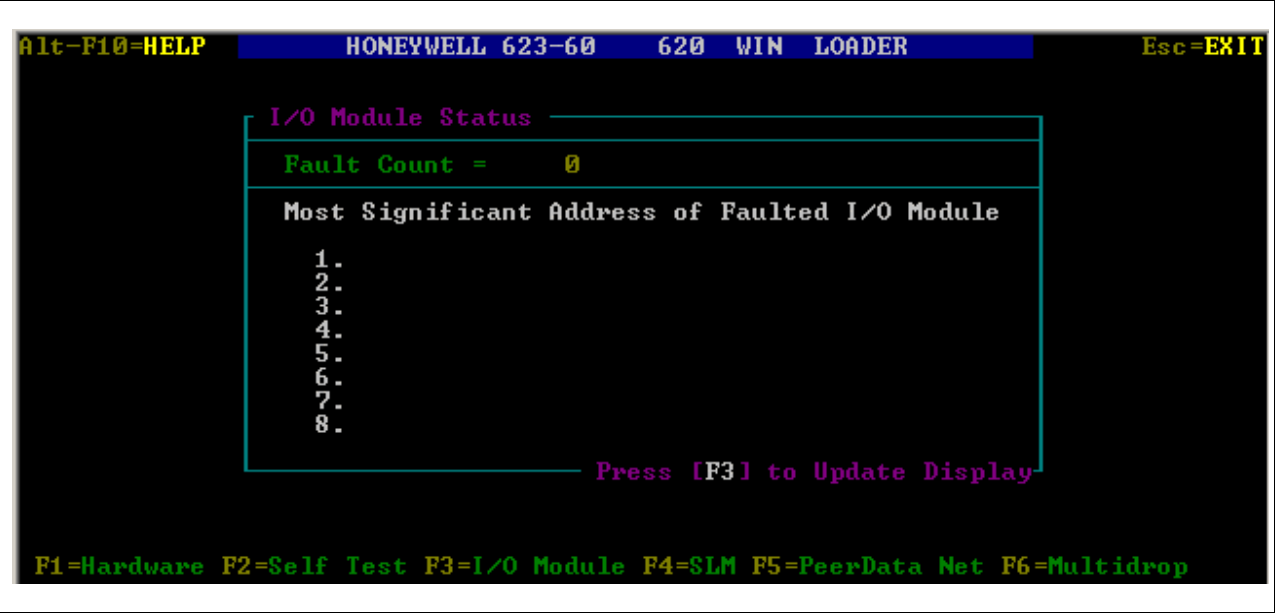 Alt-F10=HELP HONEYWELL 623-60 620 WIN LOADER Esc=EXIT
I/O Module Status
Fault Count = 0
Most Significant Address of Faulted I/O Module
1.
2.
3.
4.
5.
6.
7.
8.
Press [F3] to Update Display
F1=Hardware F2=Self Test F3=I/O Module F4=SLM F5=PeerData Net F6=Multidrop